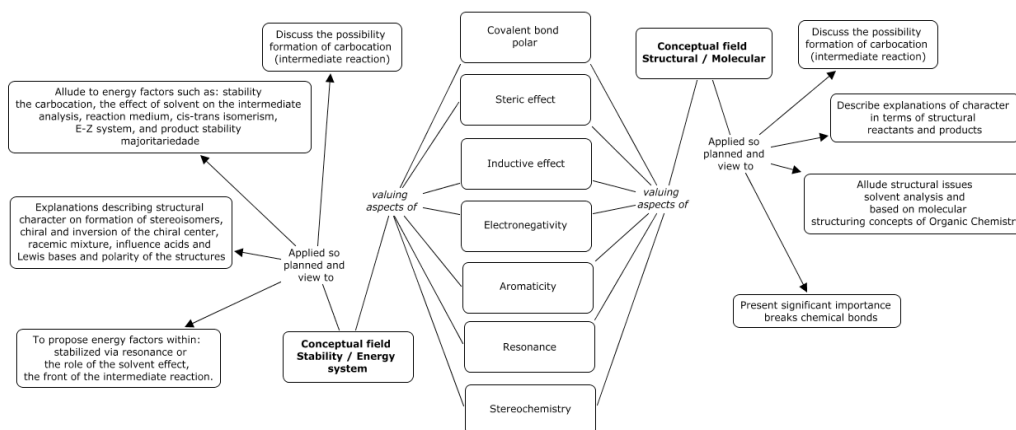 Discuss the possibility
formation of carbocation
(intermediate reaction)
Allude to energy factors such as: stability
the carbocation, the effect of solvent on the intermediate
analysis, reaction medium, cis-trans isomerism,
E-Z system, and product stability
majoritariedade
Explanations describing structural
character on formation of stereoisomers,
chiral and inversion of the chiral center,
racemic mixture, influence acids and
Lewis bases and polarity of the structures
To propose energy factors within:
stabilized via resonance or
the role of the solvent effect,
the front of the intermediate reaction.
Applied so
planned and
view to
Conceptual field
Stability / Energy
system
valuing
aspects of
Covalent bond
polar
Steric effect
Inductive effect
Electronegativity
Aromaticity
Resonance
Stereochemistry
valuing
aspects of
Conceptual field
Structural / Molecular
Applied so
planned and
view to
Discuss the possibility
formation of carbocation
(intermediate reaction)
Describe explanations of character
in terms of structural
reactants and products
Allude structural issues
solvent analysis and
based on molecular
structuring concepts of Organic Chemistry
Present significant importance
breaks chemical bonds